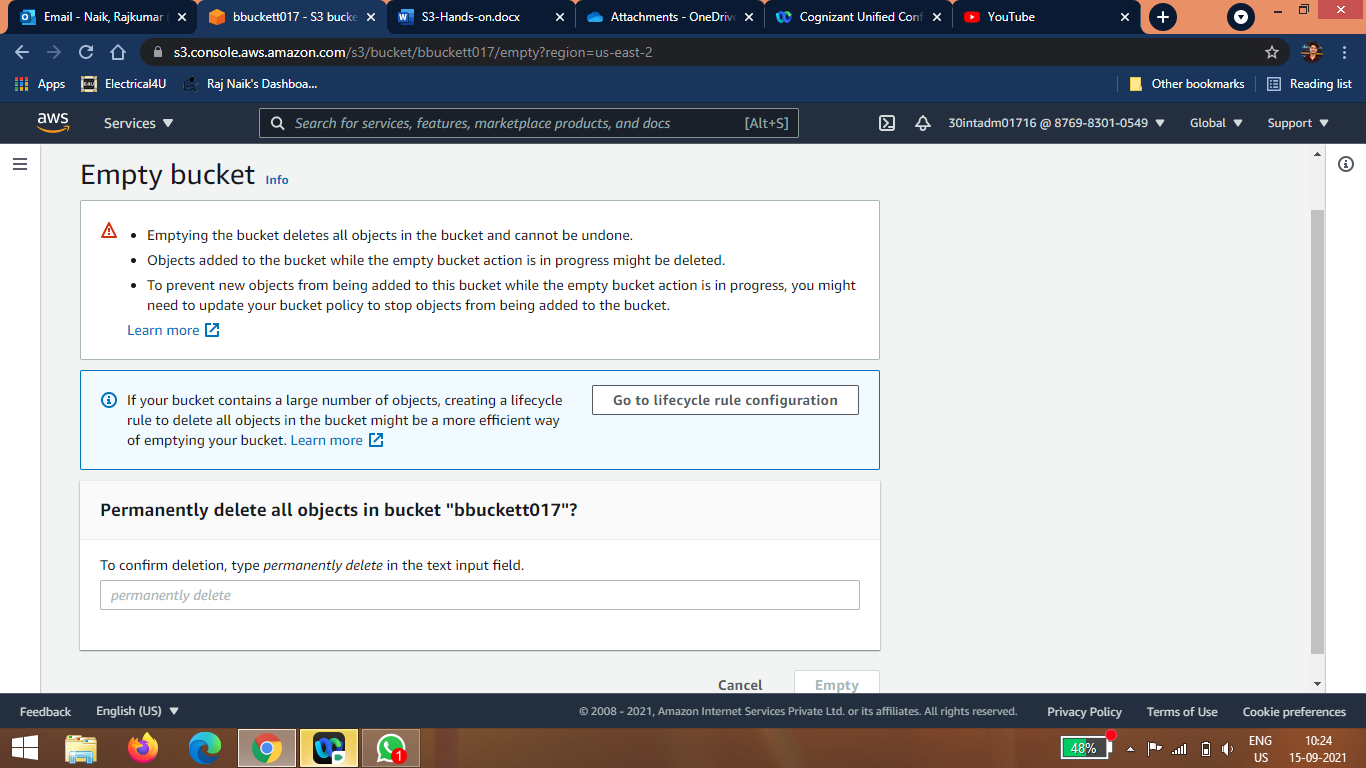 Email - Naik, Rajkumar
bbuckett017 - S3 bucke
S3-Hands-on.docx
Attachments - OneDrive
Cognizant Unified Conf
YouTube
s3.console.aws.amazon.com/s3/bucket/bbuckett017/empty?region=us-east-2
Apps
Electrical4U
Raj Naik's Dashboa...
Other bookmarks
Reading list
aws
Services
Search for services, features, marketplace products, and docs
[Alt+S]
30intadm01716 @ 8769-8301-0549
Global
Support
Empty bucket Info
Emptying the bucket deletes all objects in the bucket and cannot be undone.
Objects added to the bucket while the empty bucket action is in progress might be deleted.
To prevent new objects from being added to this bucket while the empty bucket action is in progress, you might
need to update your bucket policy to stop objects from being added to the bucket.
Learn more
If your bucket contains a large number of objects, creating a lifecycle
rule to delete all objects in the bucket might be a more efficient way
of emptying your bucket. Learn more
Go to lifecycle rule configuration
Permanently delete all objects in bucket "bbuckett017"?
To confirm deletion, type permanently delete in the text input field.
permanently delete
Cancel
Empty
Feedback
English (US)
© 2008 - 2021, Amazon Internet Services Private Ltd. or its affiliates. All rights reserved.
Privacy Policy
Terms of Use
Cookie preferences
1
48%
ENG
US
10:24
15-09-2021